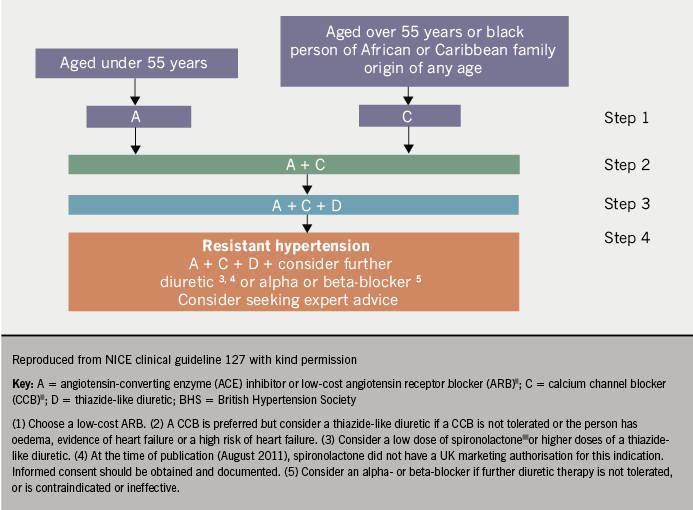 Aged under 55 years
Aged over 55 years or black
person of African or Caribbean family
origin of any age
A
C
Step 1
A + C
Step 2
A + C + D
Step 3
Step 4
Resistant hypertension
A + C + D + consider further
diuretic 3, 4 or alpha or beta-blocker 5
Consider seeking expert advice
Reproduced from NICE clinical guideline 127 with kind permission
Key: A = angiotensin-converting enzyme (ACE) inhibitor or low-cost angiotensin receptor blocker (ARB); C = calcium channel blocker
(CCB); D = thiazide-like diuretic; BHS = British Hypertension Society
(1) Choose a low-cost ARB. (2) A CCB is preferred but consider a thiazide-like diuretic if a CCB is not tolerated or the person has
oedema, evidence of heart failure or a high risk of heart failure. (3) Consider a low dose of spironolactone or higher doses of a thiazide-
like diuretic. (4) At the time of publication (August 2011), spironolactone did not have a UK marketing authorisation for this indication.
Informed consent should be obtained and documented. (5) Consider an alpha- or beta-blocker if further diuretic therapy is not tolerated,
or is contraindicated or ineffective.